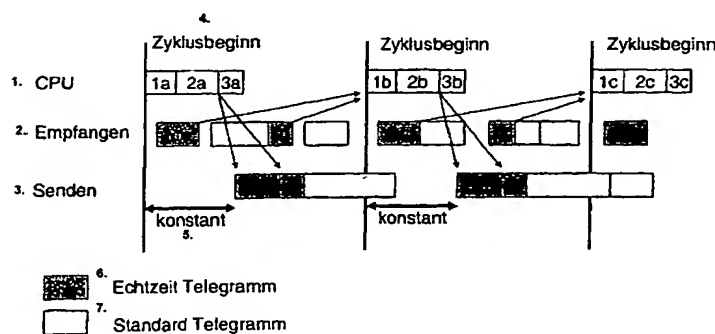 4.
Zyklusbeginn Zyklusbeginn Zyklusbeginn
1. CPU 1a 2a 3a 1b 2b 3b 1c 2c 3c
2. Empfangen
3. Senden
konstant konstant
5.
6. Echtzeit Telegramm
7. Standard Telegramm